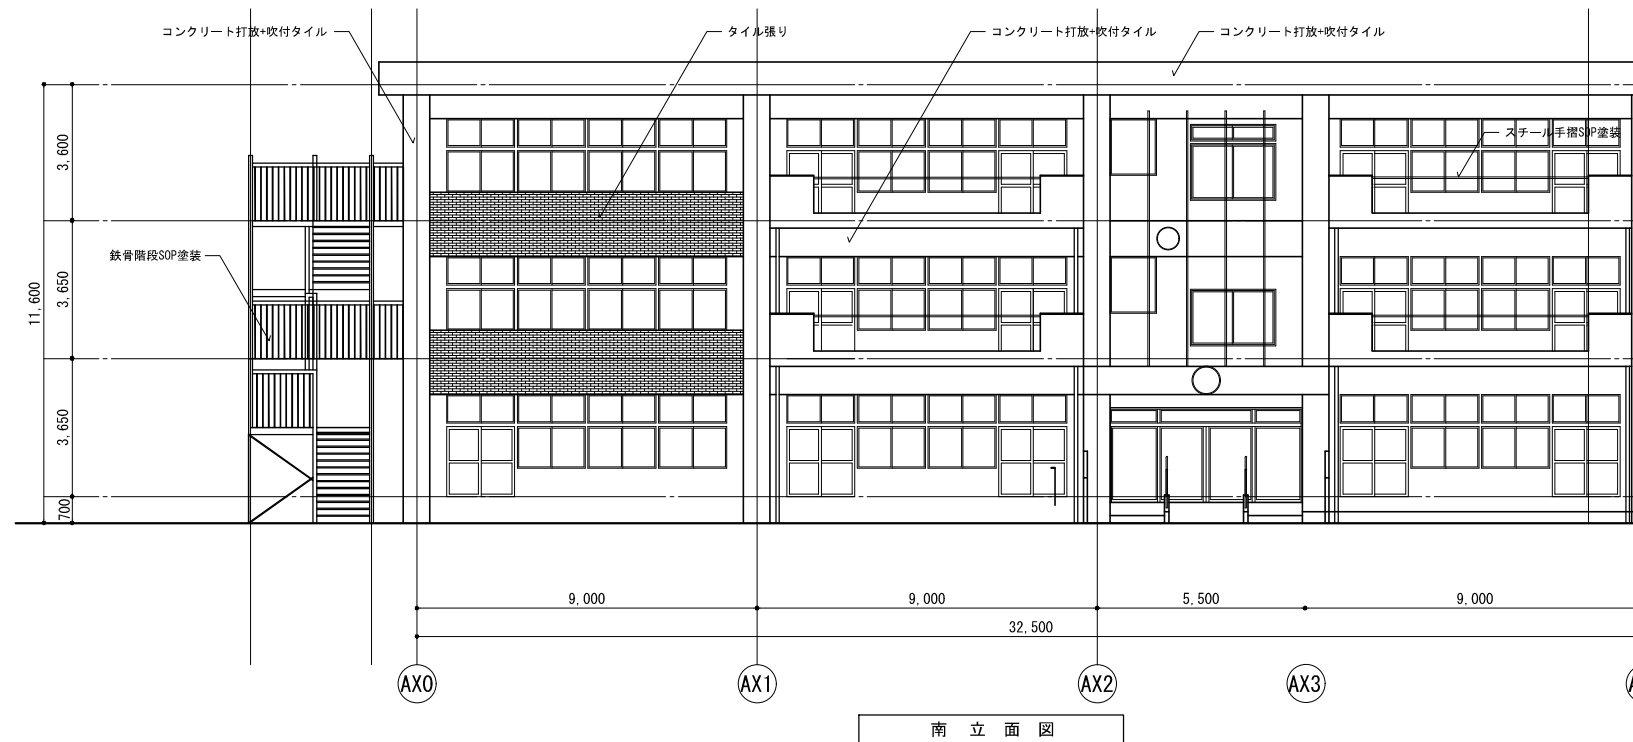 コンクリート打放+吹付タイル
タイル張り
コンクリート打放+吹付タイル
コンクリート打放+吹付タイル
スチール手摺SOP塗装
鉄骨階段SOP塗装
3,600
3,650
11,600
3,650
700
9,000
9,000
5,500
9,000
32,500
AX0
AX1
AX2
AX3
南立面図